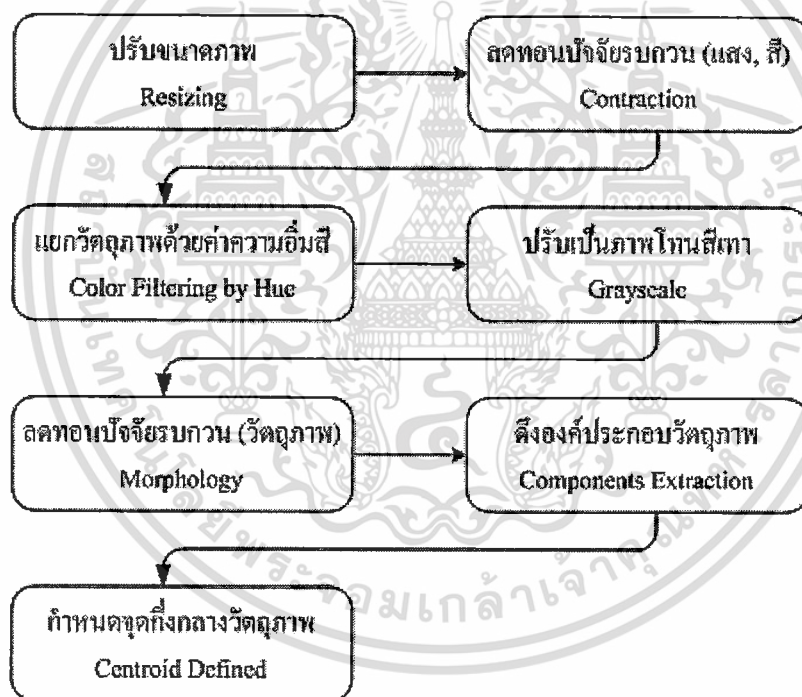 ปรับขนาดภาพ
Resizing
ลดทอนปัจจัยรบกวน (แสง, สี)
Contraction
แยกวัตถุภาพด้วยค่าความอิ่มสี
Color Filtering by Hue
ปรับเป็นภาพโทนสีเทา
Grayscale
ลดทอนปัจจัยรบกวน (วัตถุภาพ)
Morphology
ดึงองค์ประกอบวัตถุภาพ
Components Extraction
กำหนดจุดกึ่งกลางวัตถุภาพ
Centroid Defined